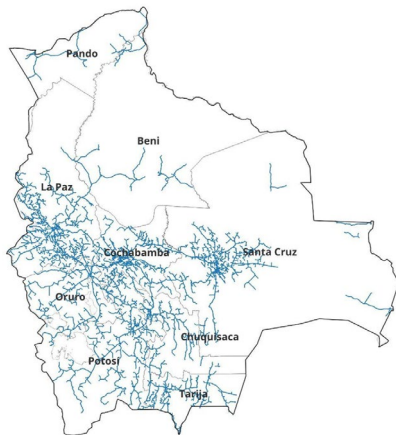 Pando
Beni
La Paz
Cochabamba
Santa Cruz
Oruro
Chuquisaca
Potosí
Tarija